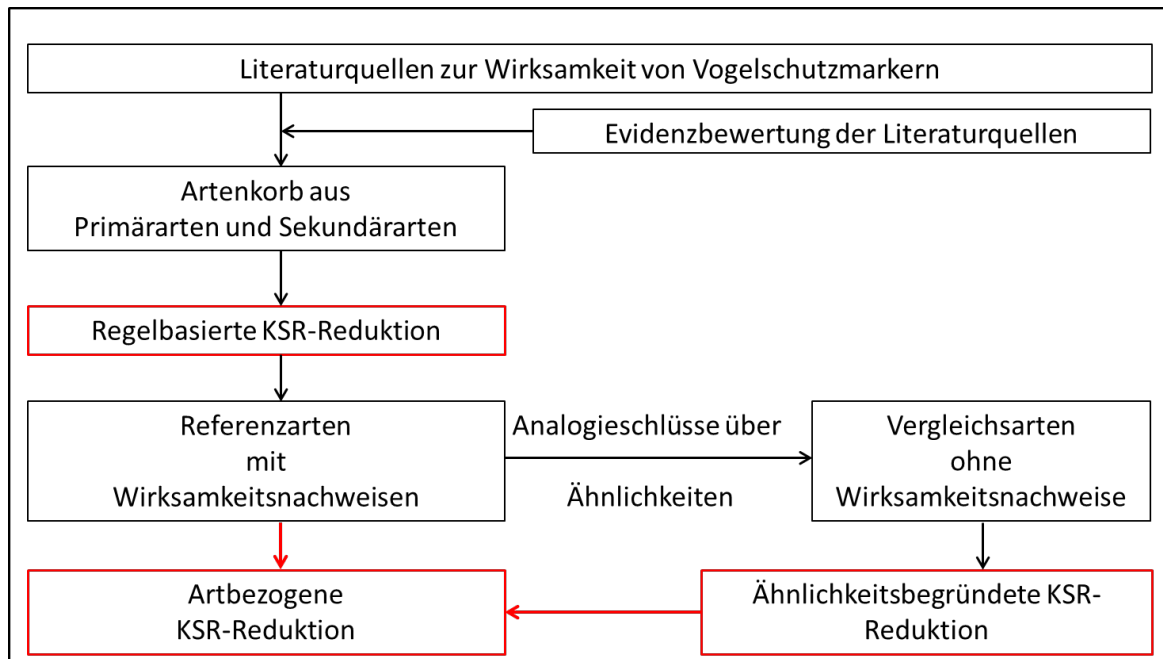 Literaturquellen zur Wirksamkeit von Vogelschutzmarkern
Evidenzbewertung der Literaturquellen
Artenkorb aus
Primärarten und Sekundärarten
Regelbasierte KSR-Reduktion
Referenzarten
mit
Wirksamkeitsnachweisen
Analogieschlüsse über
Ähnlichkeiten
Vergleichsarten
ohne
Wirksamkeitsnachweise
Artbezogene
KSR-Reduktion
Ähnlichkeitsbegründete KSR-
Reduktion